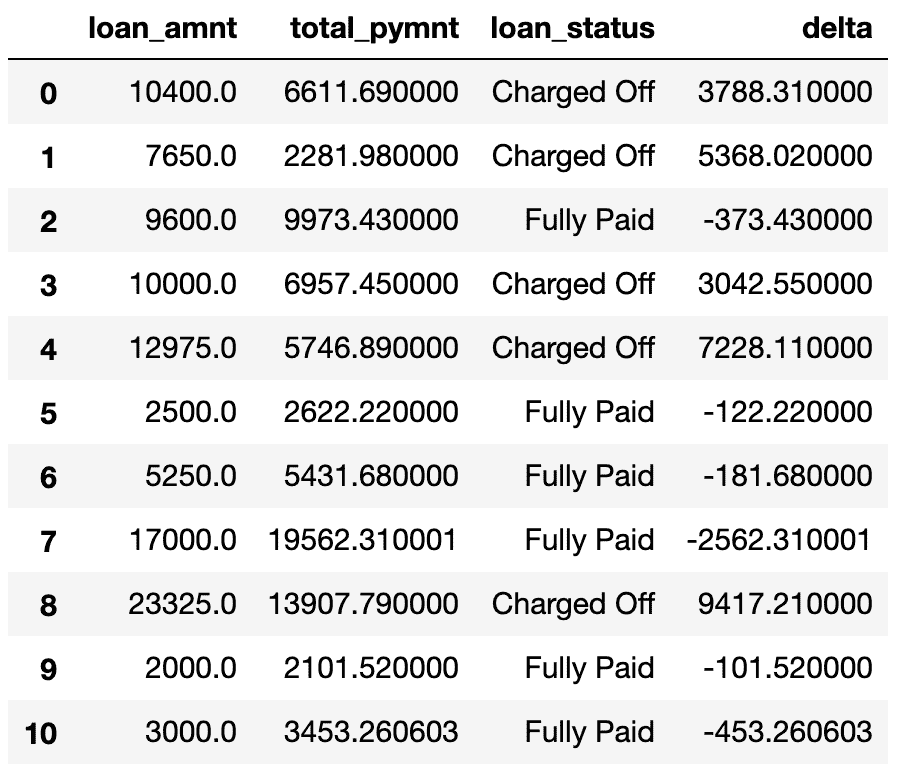 loan_amnt total_pymnt loan_status delta
0 10400.0 6611.690000 Charged Off 3788.310000
1 7650.0 2281.980000 Charged Off 5368.020000
2 9600.0 9973.430000 Fully Paid -373.430000
3 10000.0 6957.450000 Charged Off 3042.550000
4 12975.0 5746.890000 Charged Off 7228.110000
5 2500.0 2622.220000 Fully Paid -122.220000
6 5250.0 5431.680000 Fully Paid -181.680000
7 17000.0 19562.310001 Fully Paid -2562.310001
8 23325.0 13907.790000 Charged Off 9417.210000
9 2000.0 2101.520000 Fully Paid -101.520000
10 3000.0 3453.260603 Fully Paid -453.260603